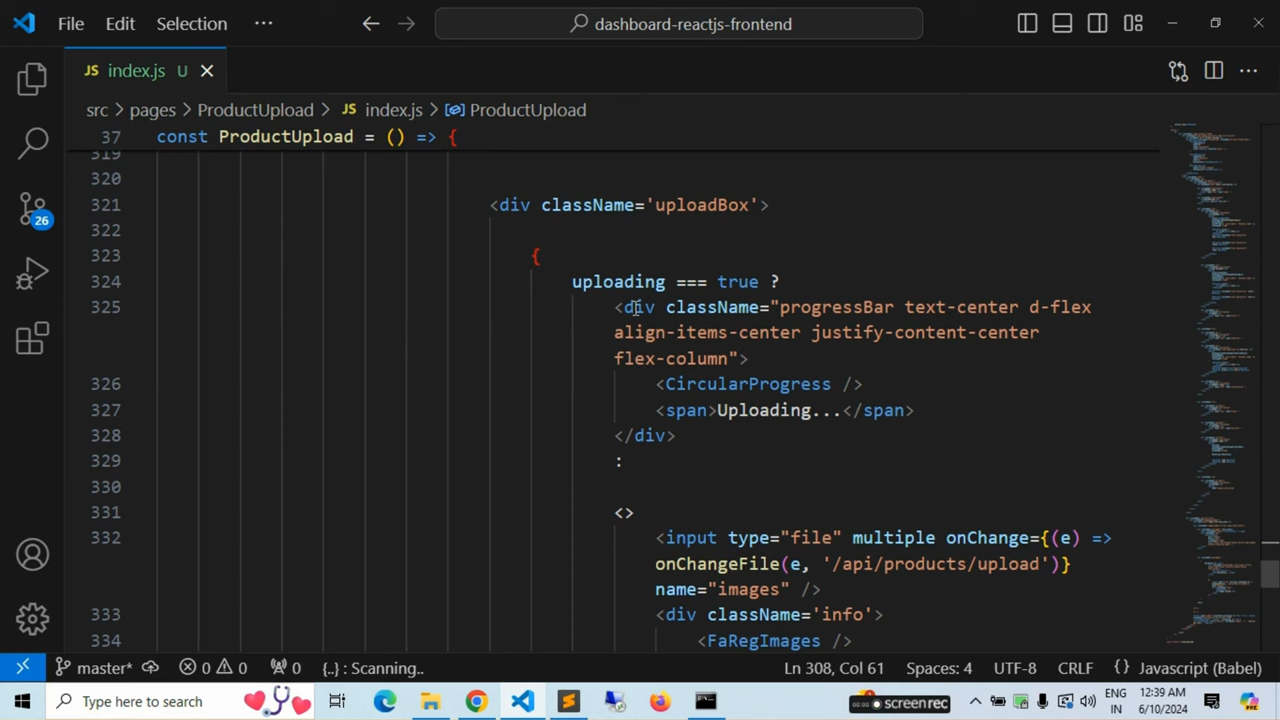 File Edit Selection ··· dashboard-reactjs-frontend
JS index.js U
src > pages > ProductUpload > JS index.js > ProductUpload
37 const ProductUpload = () => {
319
320
321 <div className='uploadBox'>
322
323 {
324 uploading === true ?
325 <div className="progressBar text-center d-flex
align-items-center justify-content-center
flex-column">
326 <CircularProgress />
327 <span>Uploading...</span>
328 </div>
329 :
330
331 <>
332 <input type="file" multiple onChange={(e) =>
onChangeFile(e, '/api/products/upload')}
name="images" />
333 <div className='info'>
334 <FaRegImages />
26
master* 0 0 0 {..} : Scanning.. Ln 308, Col 61 Spaces: 4 UTF-8 CRLF {} Javascript (Babel)
Type here to search
00:00 screen rec
ENG 12:39 AM
IN 6/10/2024